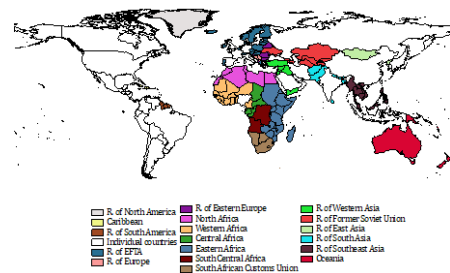 R. of North America
Caribbean
R. of South America
Individual countries
R. of EFTA
R. of Europe
R. of Eastern Europe
North Africa
Western Africa
Central Africa
Eastern Africa
South Central Africa
South African Customs Union
R. of Western Asia
R. of Former Soviet Union
R. of East Asia
R. of South Asia
R. of Southeast Asia
Oceania